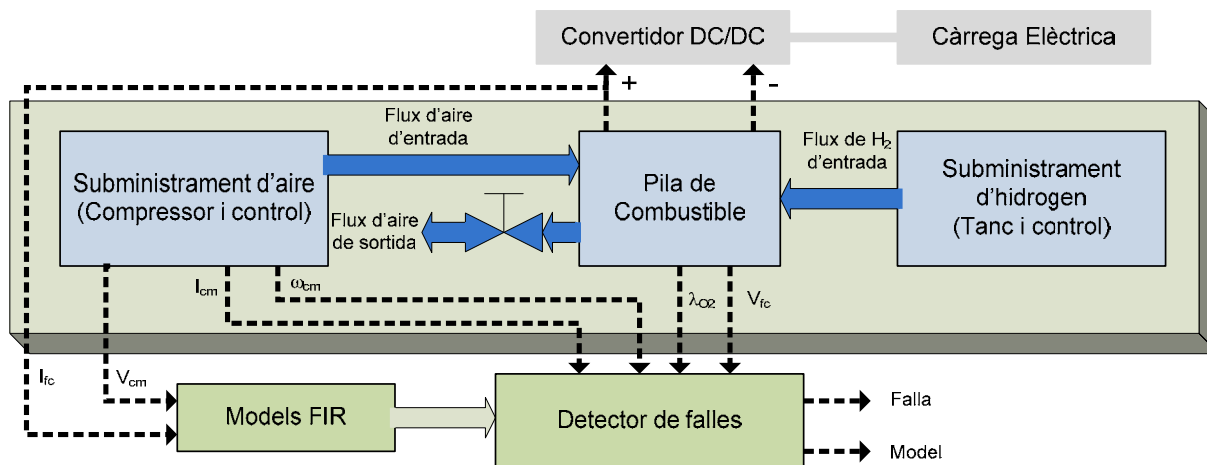 Convertidor DC/DC
Càrrega Elèctrica
+
-
Flux d'aire
d'entrada
Flux de H2
d'entrada
Subministrament d'aire
(Compressor i control)
Pila de
Combustible
Subministrament
d'hidrogen
(Tanc i control)
Flux d'aire
de sortida
Icm
ωcm
λO2
Vfc
Ifc
Vcm
Models FIR
Detector de falles
Falla
Model